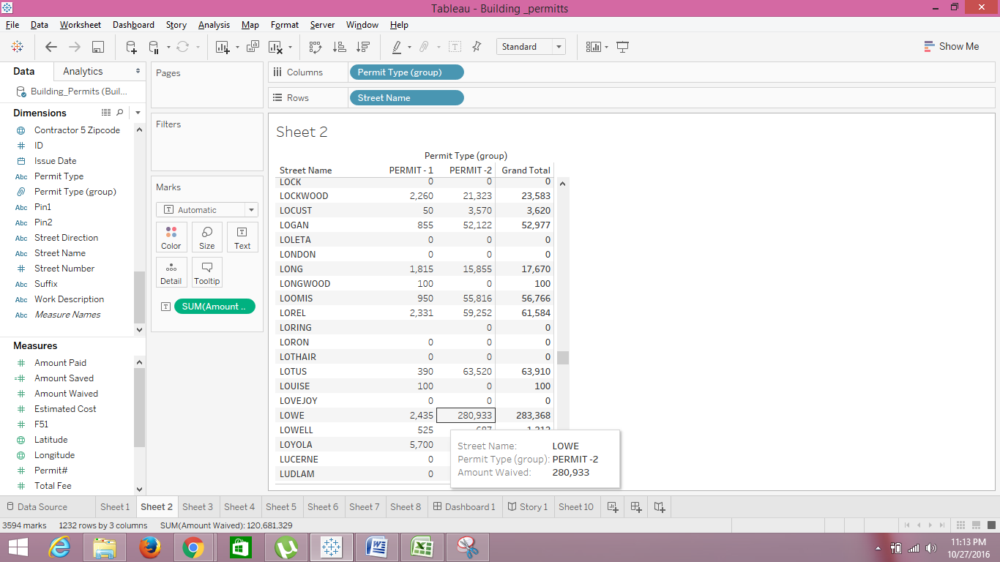 Tableau - Building _permitts
File Data Worksheet Dashboard Story Analysis Map Format Server Window Help
Standard
Show Me
Data Analytics
Building_Permits (Buil...
Dimensions
Contractor 5 Zipcode
ID
Issue Date
Abc Permit Type
Permit Type (group)
Abc Pin1
Abc Pin2
Abc Street Direction
Abc Street Name
Street Number
Abc Suffix
Abc Work Description
Abc Measure Names
Measures
Amount Paid
Amount Saved
Amount Waived
Estimated Cost
F51
Latitude
Longitude
Permit#
Total Fee
Pages
Filters
Marks
Automatic
Color Size Text
Detail Tooltip
SUM(Amount ..
Columns Permit Type (group)
Rows Street Name
Sheet 2
Permit Type (group)
Street Name PERMIT - 1 PERMIT -2 Grand Total
LOCK 0 0 0
LOCKWOOD 2,260 21,323 23,583
LOCUST 50 3,570 3,620
LOGAN 855 52,122 52,977
LOLETA 0 0 0
LONDON 0 0 0
LONG 1,815 15,855 17,670
LONGWOOD 100 0 100
LOOMIS 950 55,816 56,766
LOREL 2,331 59,252 61,584
LORING 0 0
LORON 0 0 0
LOTHAIR 0 0 0
LOTUS 390 63,520 63,910
LOUISE 100 0 100
LOVEJOY 0 0 0
LOWE 2,435 280,933 283,368
LOWELL 525
LOYOLA 5,700
LUCERNE 0
LUDLAM 0
Street Name: LOWE
Permit Type (group): PERMIT -2
Amount Waived: 280,933
Data Source Sheet 1 Sheet 2 Sheet 3 Sheet 4 Sheet 5 Sheet 6 Sheet 7 Sheet 8 Dashboard 1 Story 1 Sheet 10
3594 marks 1232 rows by 3 columns SUM(Amount Waived): 120,681,329
11:13 PM
10/27/2016